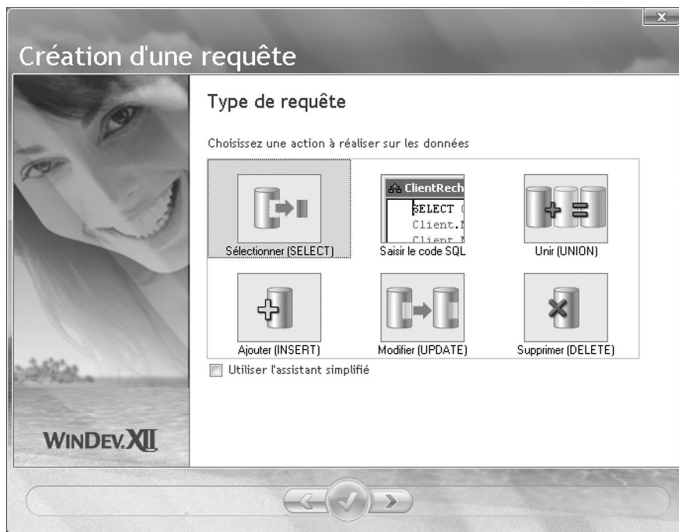 x
Création d'une requête
Type de requête
Choisissez une action à réaliser sur les données
ClientRech
SELECT (
Client.N
Client N
Sélectionner (SELECT)
Saisir le code SQL
Unir (UNION)
Ajouter (INSERT)
Modifier (UPDATE)
Supprimer (DELETE)
Utiliser l'assistant simplifié
WINDEV.XII